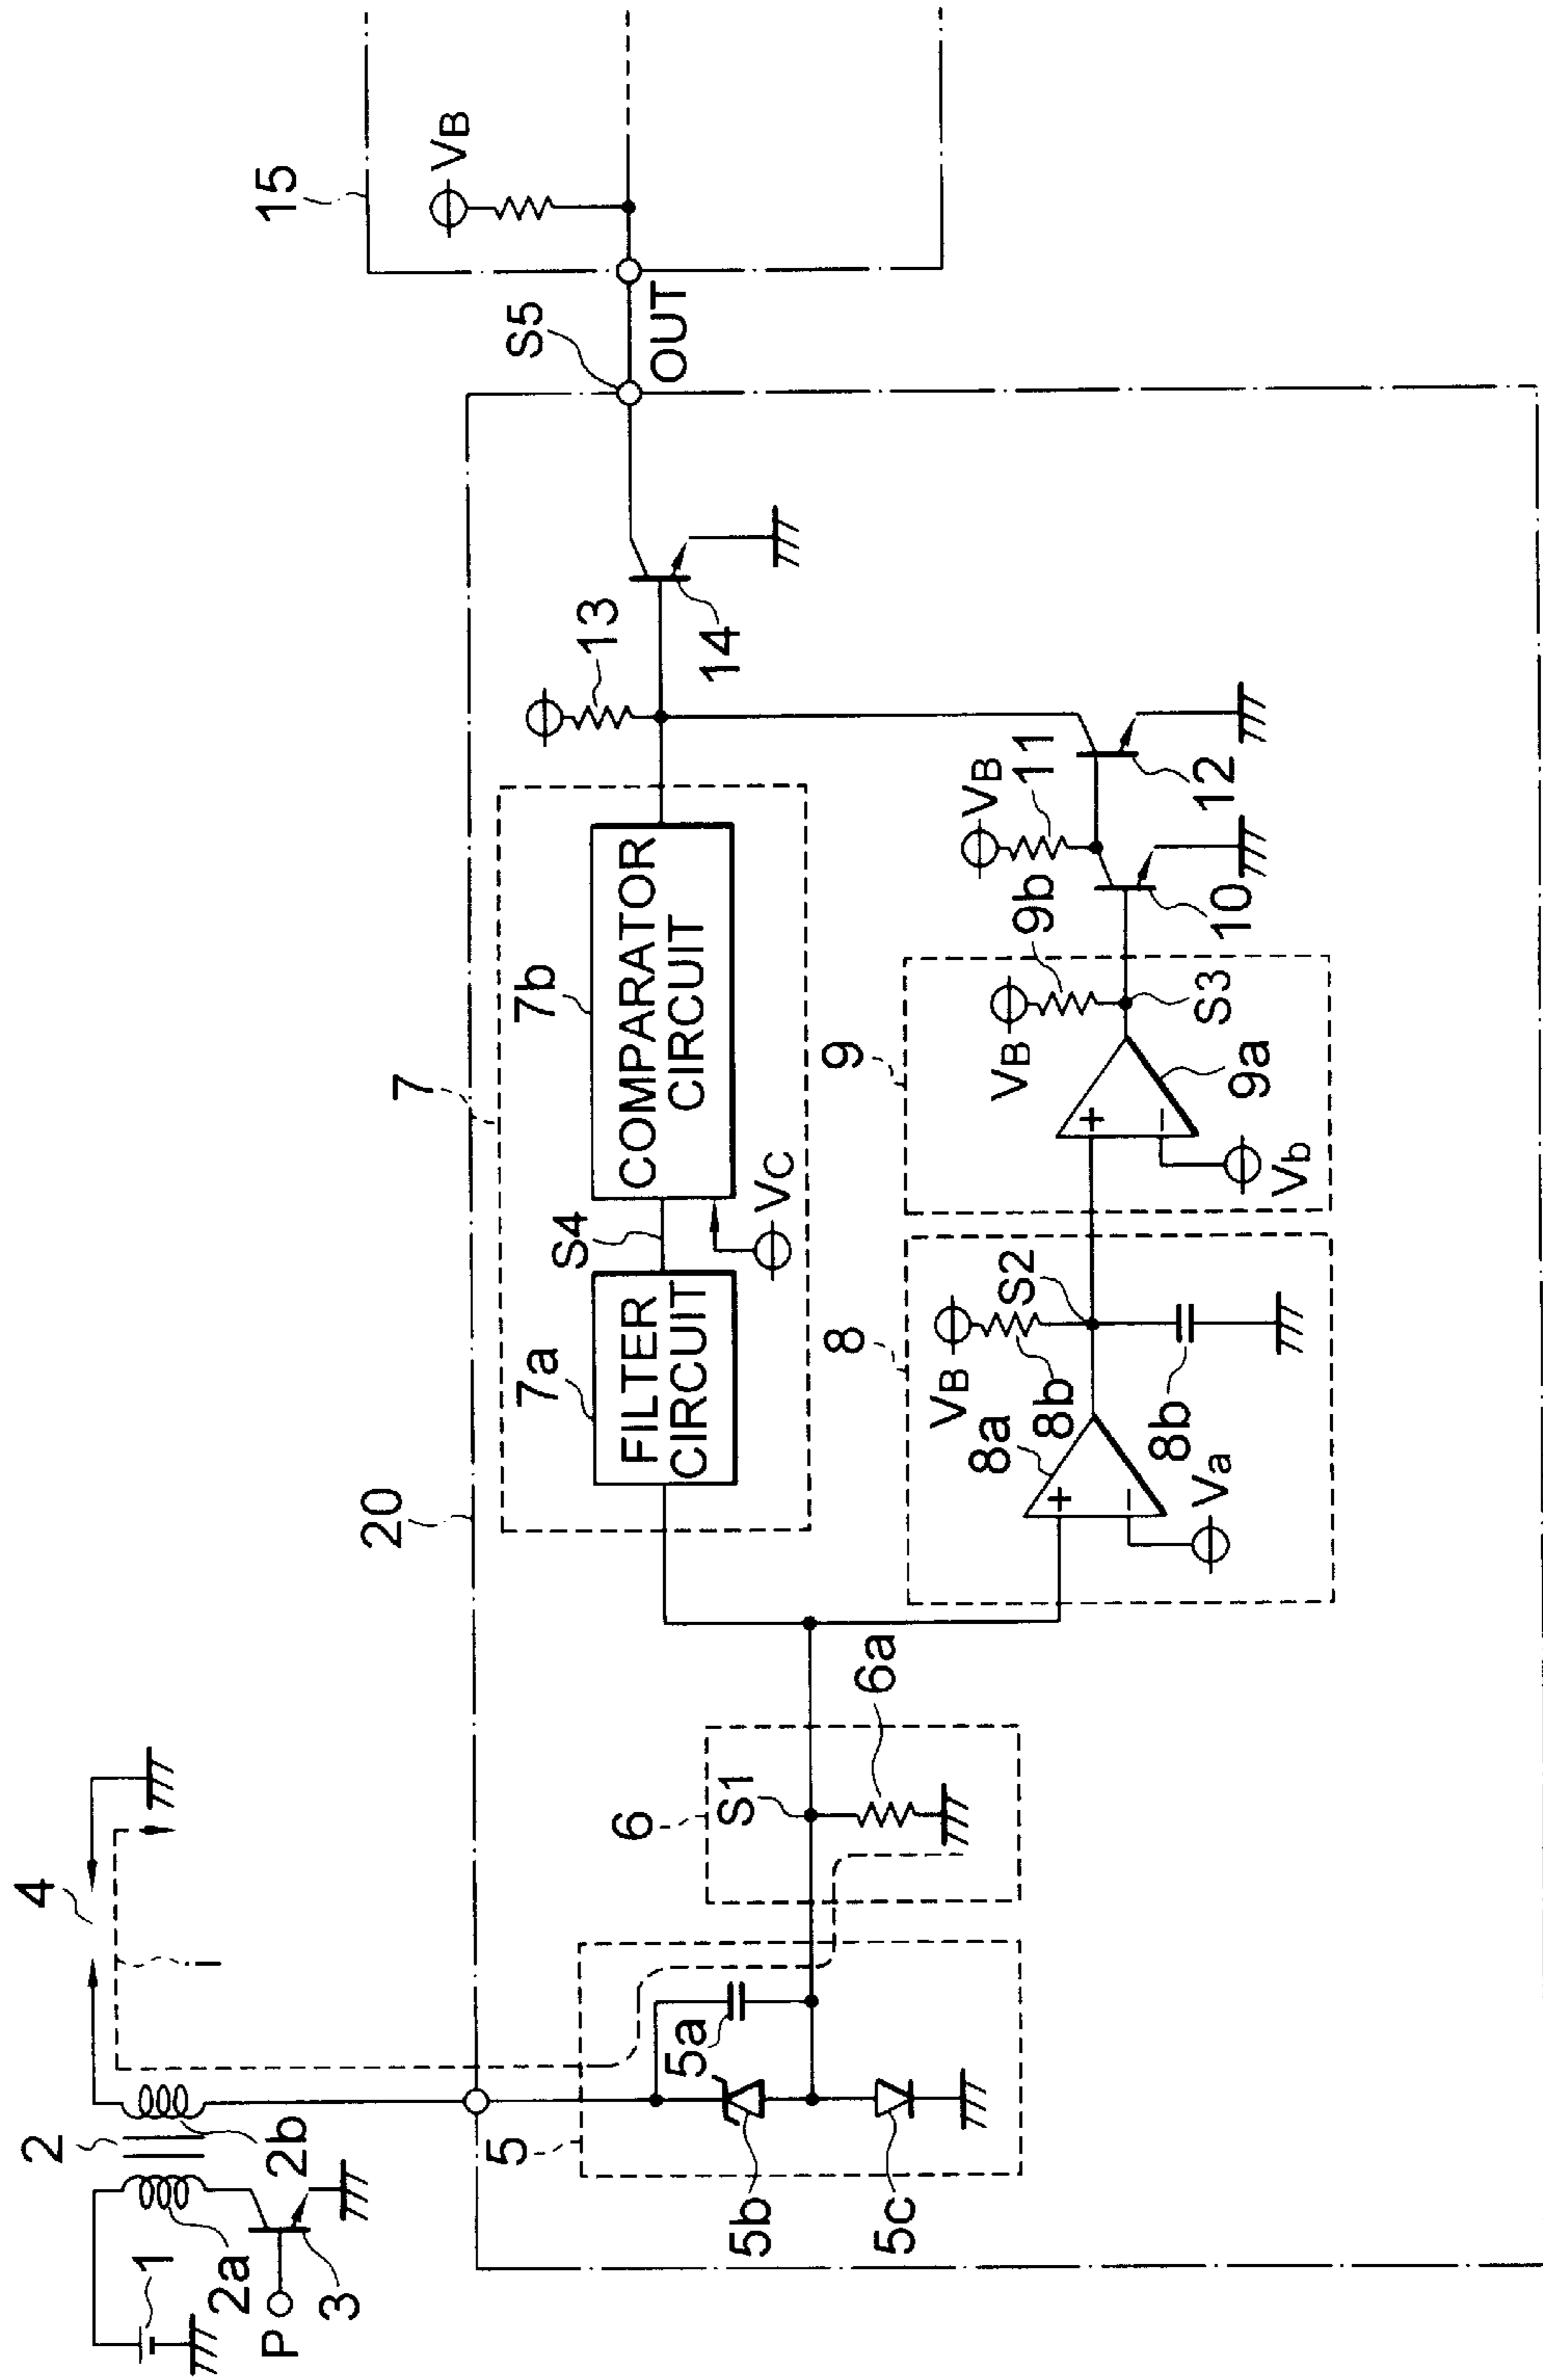 1
2
2a
2b
P
3
4
i
5
5a
5b
5c
6
S1
6a
20
7
7a
FILTER
CIRCUIT
S4
7b
COMPARATOR
CIRCUIT
VC
8
8a
+
−
Va
VB
8b
S2
8b
9
VB
9b
+
−
S3
9a
Vb
10
VB
11
12
13
14
S5
OUT
15
VB